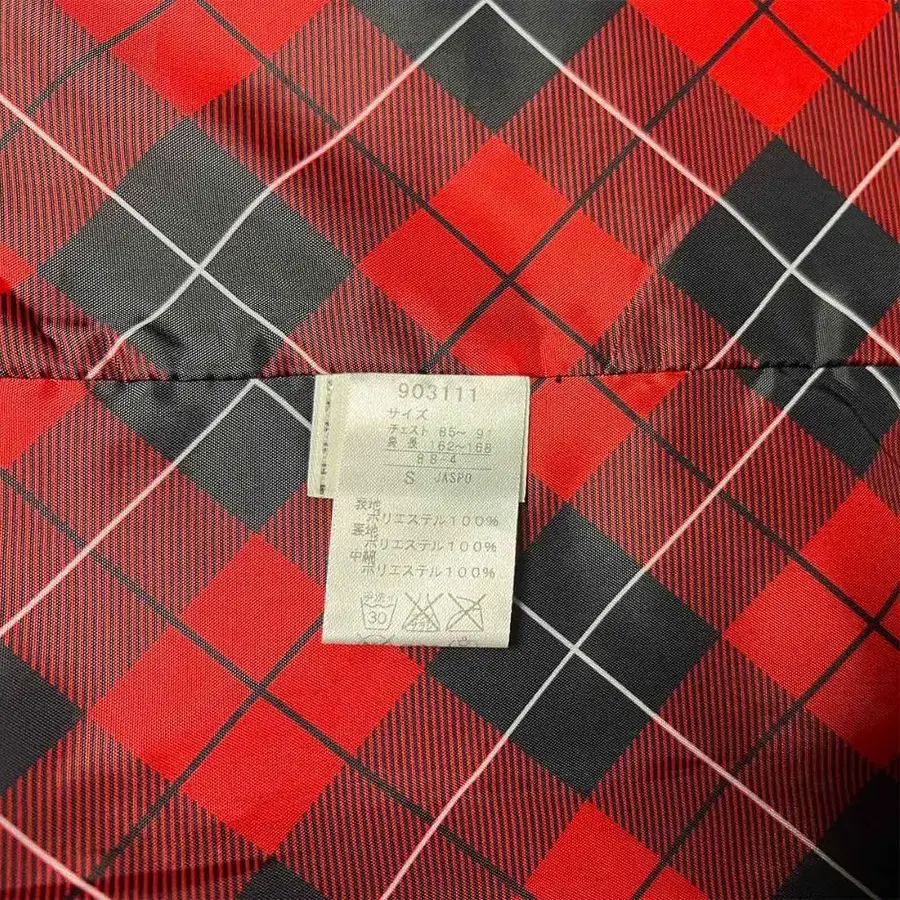 903111
サイズ
チェスト 85～91
身長 162～168
88-4
S JASPO
表地
ポリエステル100%
裏地
ポリエステル100%
中綿
ポリエステル100%
30